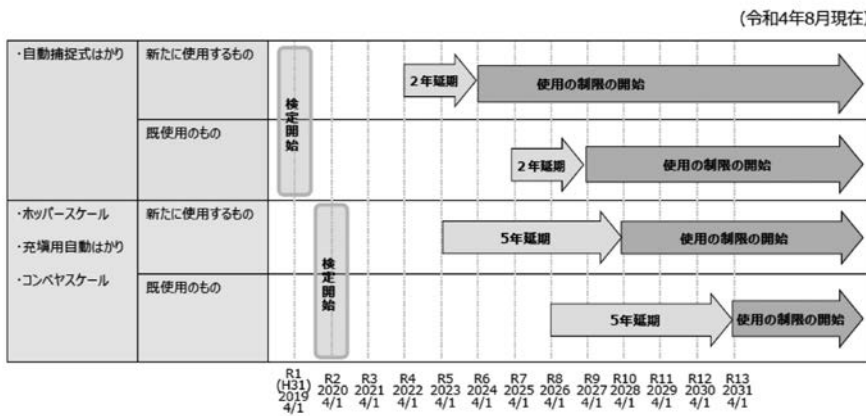 (令和4年8月現在)
・自動捕捉式はかり
新たに使用するもの
検定開始
2年延期
使用の制限の開始
既使用のもの
2年延期
使用の制限の開始
・ホッパースケール
・充塡用自動はかり
・コンベヤスケール
新たに使用するもの
検定開始
5年延期
使用の制限の開始
既使用のもの
5年延期
使用の制限の開始
R1 R2 R3 R4 R5 R6 R7 R8 R9 R10 R11 R12 R13
(H31) 2020 2021 2022 2023 2024 2025 2026 2027 2028 2029 2030 2031
2019 4/1 4/1 4/1 4/1 4/1 4/1 4/1 4/1 4/1 4/1 4/1 4/1
4/1